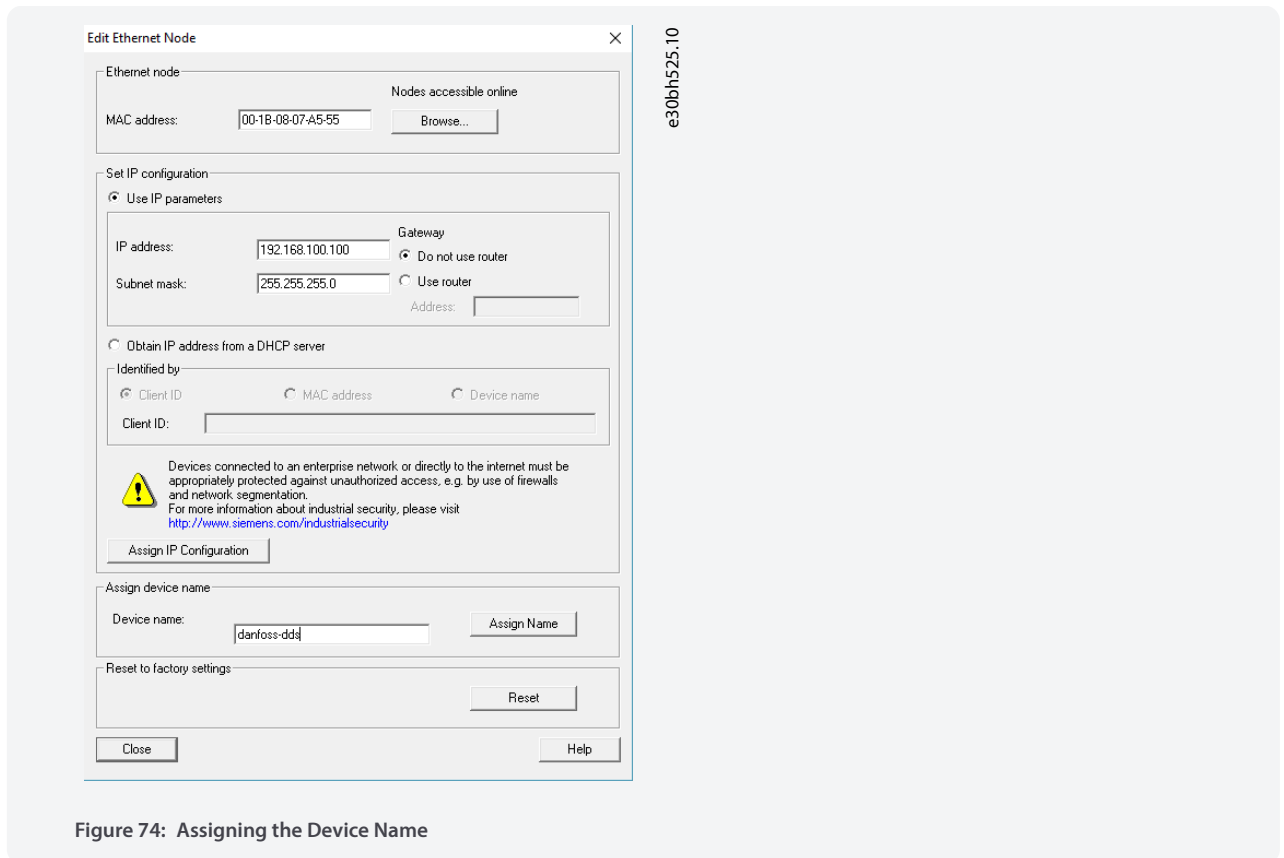 Edit Ethernet Node
e30bh525.10
Ethernet node
Nodes accessible online
MAC address: 00-1B-08-07-A5-55 Browse...
Set IP configuration
Use IP parameters
Gateway
IP address: 192.168.100.100 Do not use router
Subnet mask: 255.255.255.0 Use router
Address:
Obtain IP address from a DHCP server
Identified by
Client ID MAC address Device name
Client ID:
Devices connected to an enterprise network or directly to the internet must be
appropriately protected against unauthorized access, e.g. by use of firewalls
and network segmentation.
For more information about industrial security, please visit
http://www.siemens.com/industrialsecurity
Assign IP Configuration
Assign device name
Device name: danfoss-dds Assign Name
Reset to factory settings
Reset
Close Help
Figure 74: Assigning the Device Name